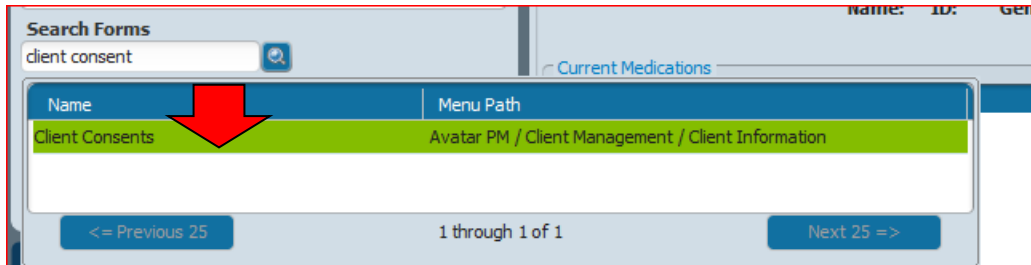 Name: ID: Gen
Search Forms
client consent
Current Medications
Name Menu Path
Client Consents Avatar PM / Client Management / Client Information
<= Previous 25 1 through 1 of 1 Next 25 =>